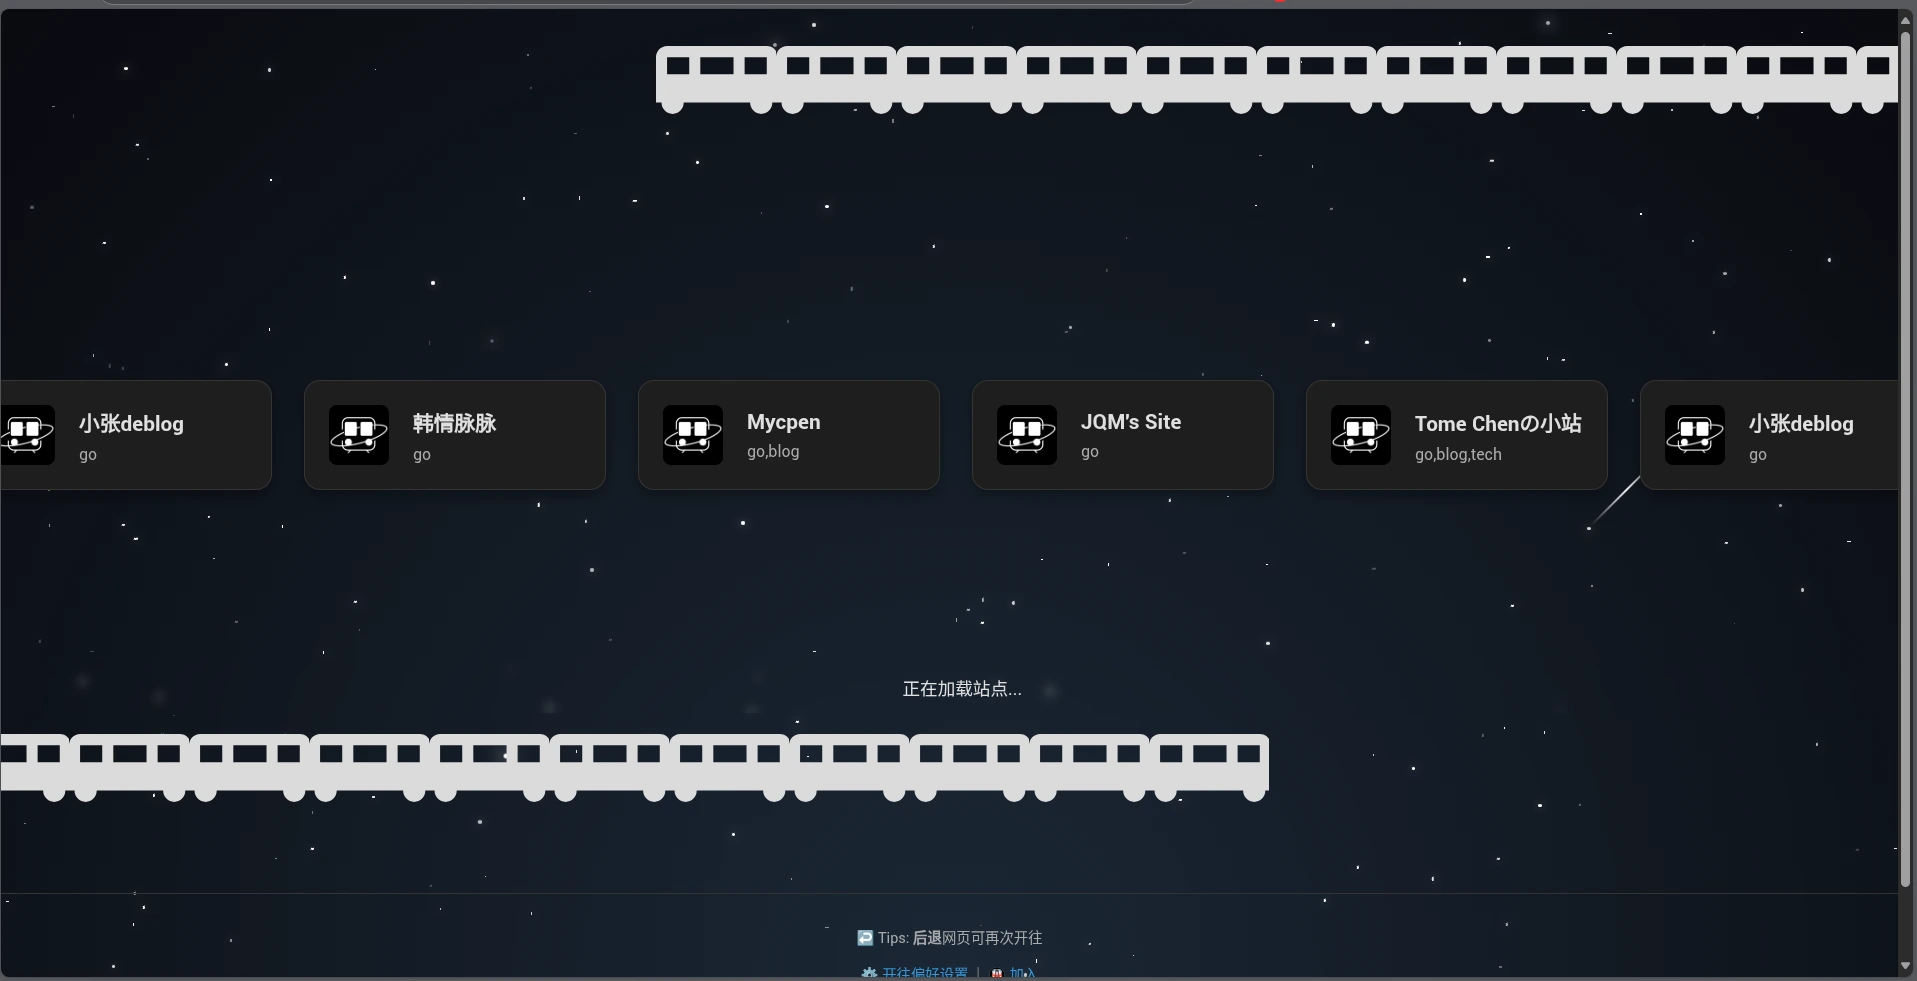 小张deblog
go
韩情脉脉
go
Mycpen
go,blog
JQM's Site
go
Tome Chenの小站
go,blog,tech
小张deblog
go
正在加载站点...
Tips: 后退网页可再次开往
开往偏好设置 | 加入